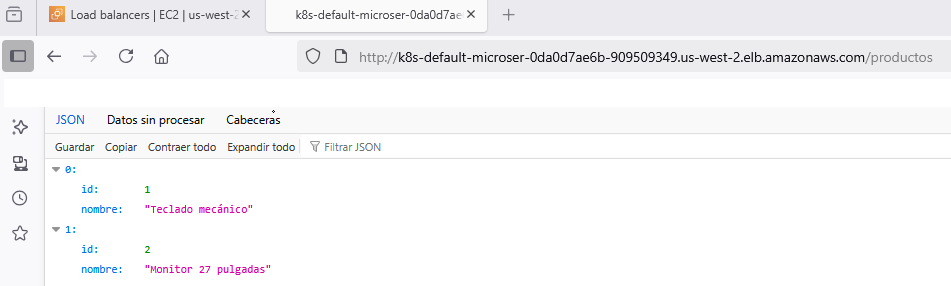 Load balancers | EC2 | us-west-2
k8s-default-microser-0da0d7ae6
http://k8s-default-microser-0da0d7ae6b-909509349.us-west-2.elb.amazonaws.com/productos
JSON Datos sin procesar Cabeceras
Guardar Copiar Contraer todo Expandir todo Filtrar JSON
0:
id: 1
nombre: "Teclado mecánico"
1:
id: 2
nombre: "Monitor 27 pulgadas"